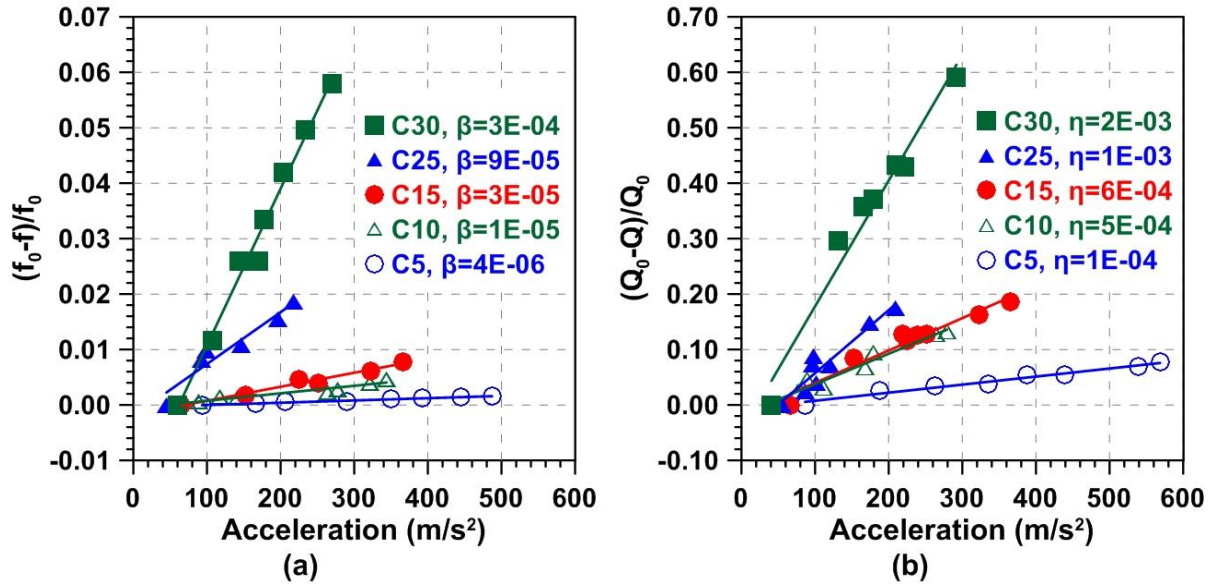 0.07
0.06
0.05
0.04
0.03
0.02
0.01
0.00
-0.01
(f₀-f)/f₀
C30, β=3E-04
C25, β=9E-05
C15, β=3E-05
C10, β=1E-05
C5, β=4E-06
0 100 200 300 400 500 600
Acceleration (m/s²)
(a)
0.70
0.60
0.50
0.40
0.30
0.20
0.10
0.00
-0.10
(Q₀-Q)/Q₀
C30, η=2E-03
C25, η=1E-03
C15, η=6E-04
C10, η=5E-04
C5, η=1E-04
0 100 200 300 400 500 600
Acceleration (m/s²)
(b)